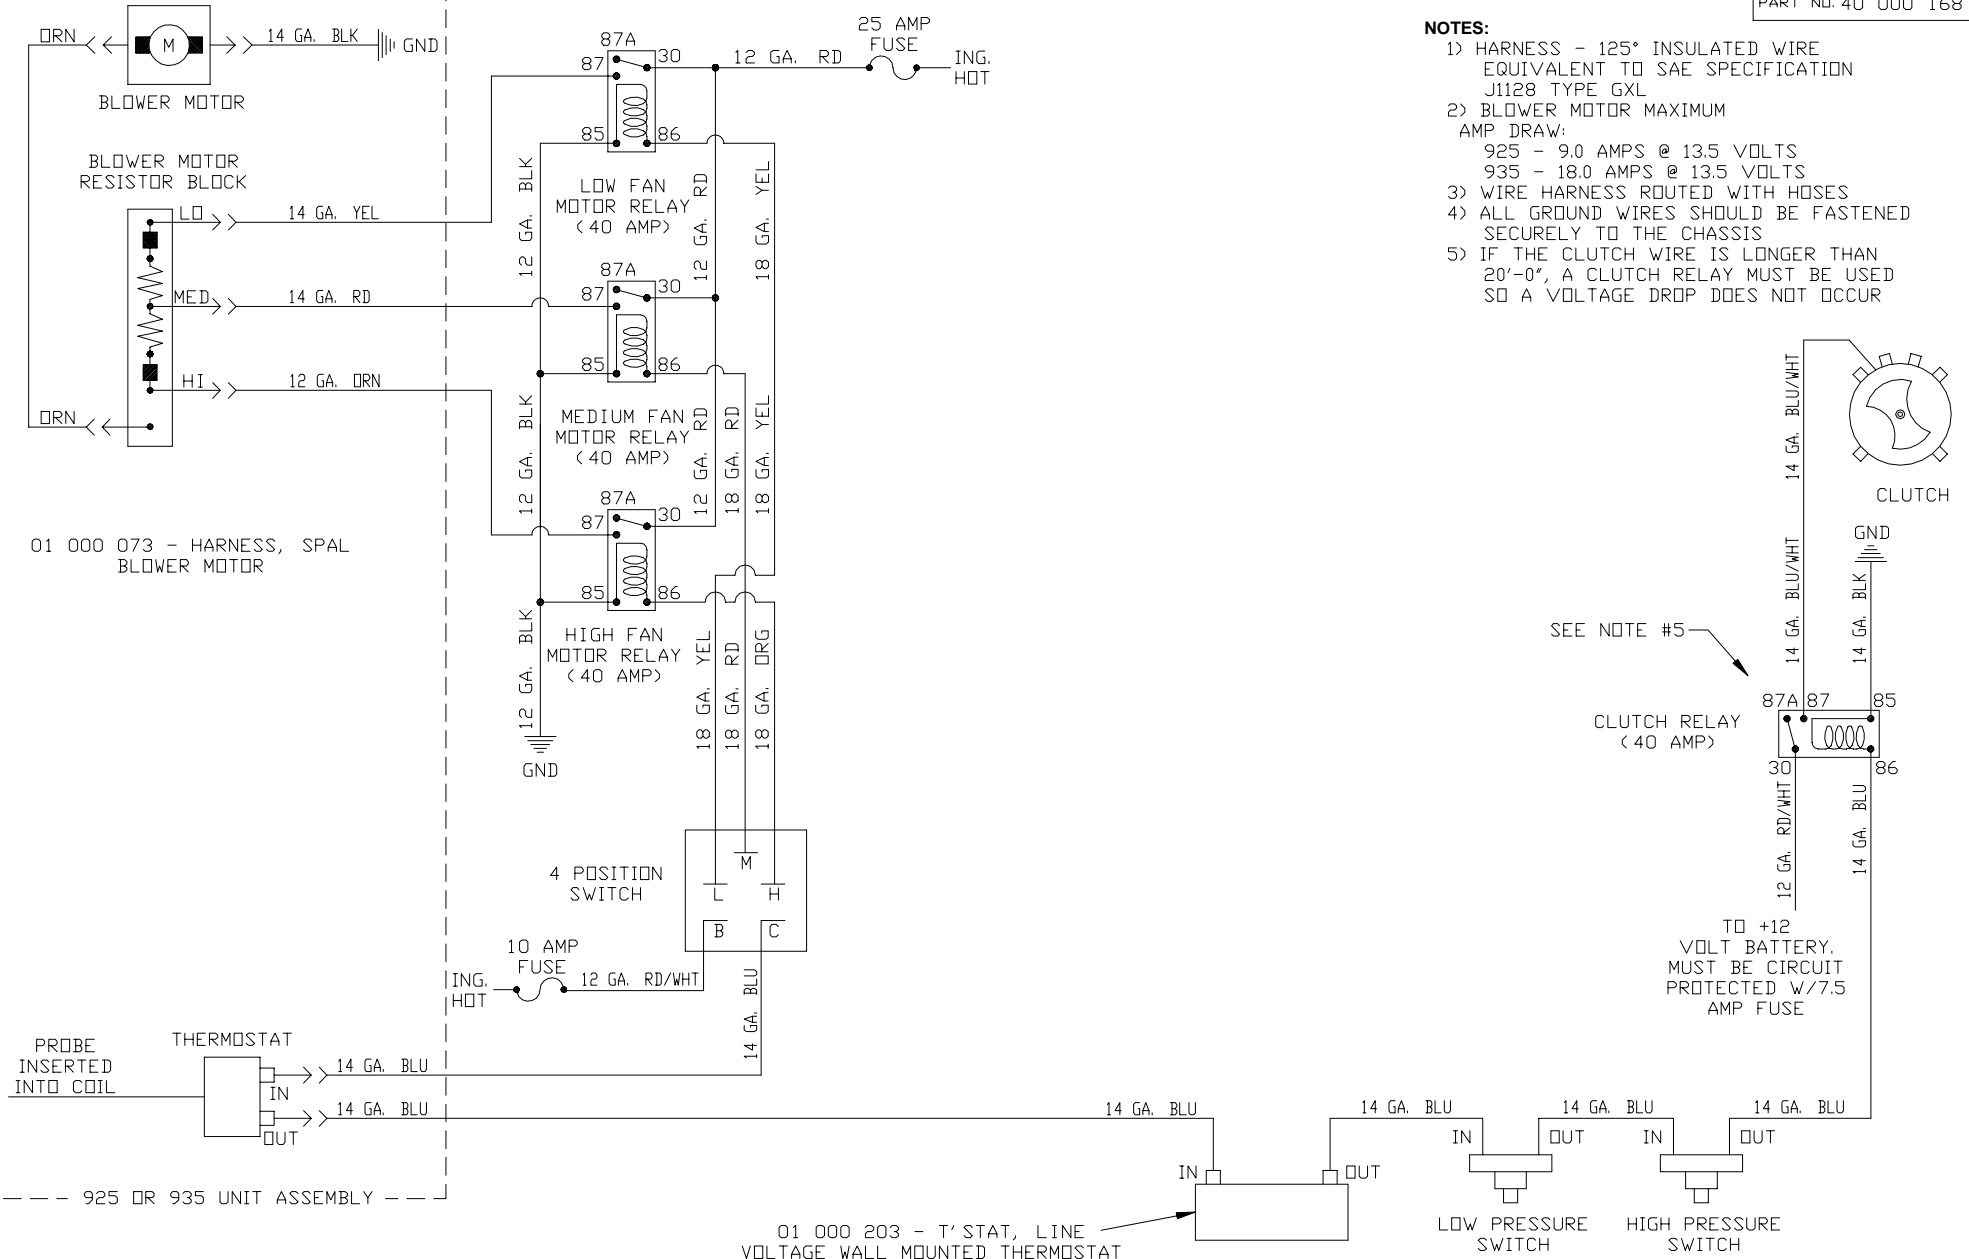 PART NO. 40 000 168
NOTES:
1) HARNESS - 125° INSULATED WIRE
EQUIVALENT TO SAE SPECIFICATION
J1128 TYPE GXL
2) BLOWER MOTOR MAXIMUM
AMP DRAW:
925 - 9.0 AMPS @ 13.5 VOLTS
935 - 18.0 AMPS @ 13.5 VOLTS
3) WIRE HARNESS ROUTED WITH HOSES
4) ALL GROUND WIRES SHOULD BE FASTENED
SECURELY TO THE CHASSIS
5) IF THE CLUTCH WIRE IS LONGER THAN
20'-0", A CLUTCH RELAY MUST BE USED
SO A VOLTAGE DROP DOES NOT OCCUR
ORN
M
14 GA. BLK
GND
BLOWER MOTOR
BLOWER MOTOR
RESISTOR BLOCK
LO
14 GA. YEL
MED
14 GA. RD
HI
12 GA. ORN
ORN
01 000 073 - HARNESS, SPAL
BLOWER MOTOR
25 AMP
FUSE
12 GA. RD
ING.
HOT
87A
87
30
85
86
LOW FAN
MOTOR RELAY
(40 AMP)
12 GA. BLK
12 GA. RD
18 GA. YEL
87A
87
30
85
86
MEDIUM FAN
MOTOR RELAY
(40 AMP)
12 GA. BLK
12 GA. RD
18 GA. RD
18 GA. YEL
87A
87
30
85
86
HIGH FAN
MOTOR RELAY
(40 AMP)
12 GA. BLK
18 GA. YEL
18 GA. RD
18 GA. ORG
GND
4 POSITION
SWITCH
M
L
H
B
C
10 AMP
FUSE
ING.
HOT
12 GA. RD/WHT
14 GA. BLU
PROBE
INSERTED
INTO COIL
THERMOSTAT
IN
14 GA. BLU
OUT
14 GA. BLU
925 OR 935 UNIT ASSEMBLY
14 GA. BLU
IN
OUT
01 000 203 - T'STAT, LINE
VOLTAGE WALL MOUNTED THERMOSTAT
14 GA. BLU
IN
OUT
LOW PRESSURE
SWITCH
14 GA. BLU
IN
OUT
HIGH PRESSURE
SWITCH
14 GA. BLU
14 GA. BLU/WHT
CLUTCH
GND
14 GA. BLU/WHT
14 GA. BLK
SEE NOTE #5
87A
87
85
CLUTCH RELAY
(40 AMP)
30
86
12 GA. RD/WHT
14 GA. BLU
TO +12
VOLT BATTERY.
MUST BE CIRCUIT
PROTECTED W/7.5
AMP FUSE